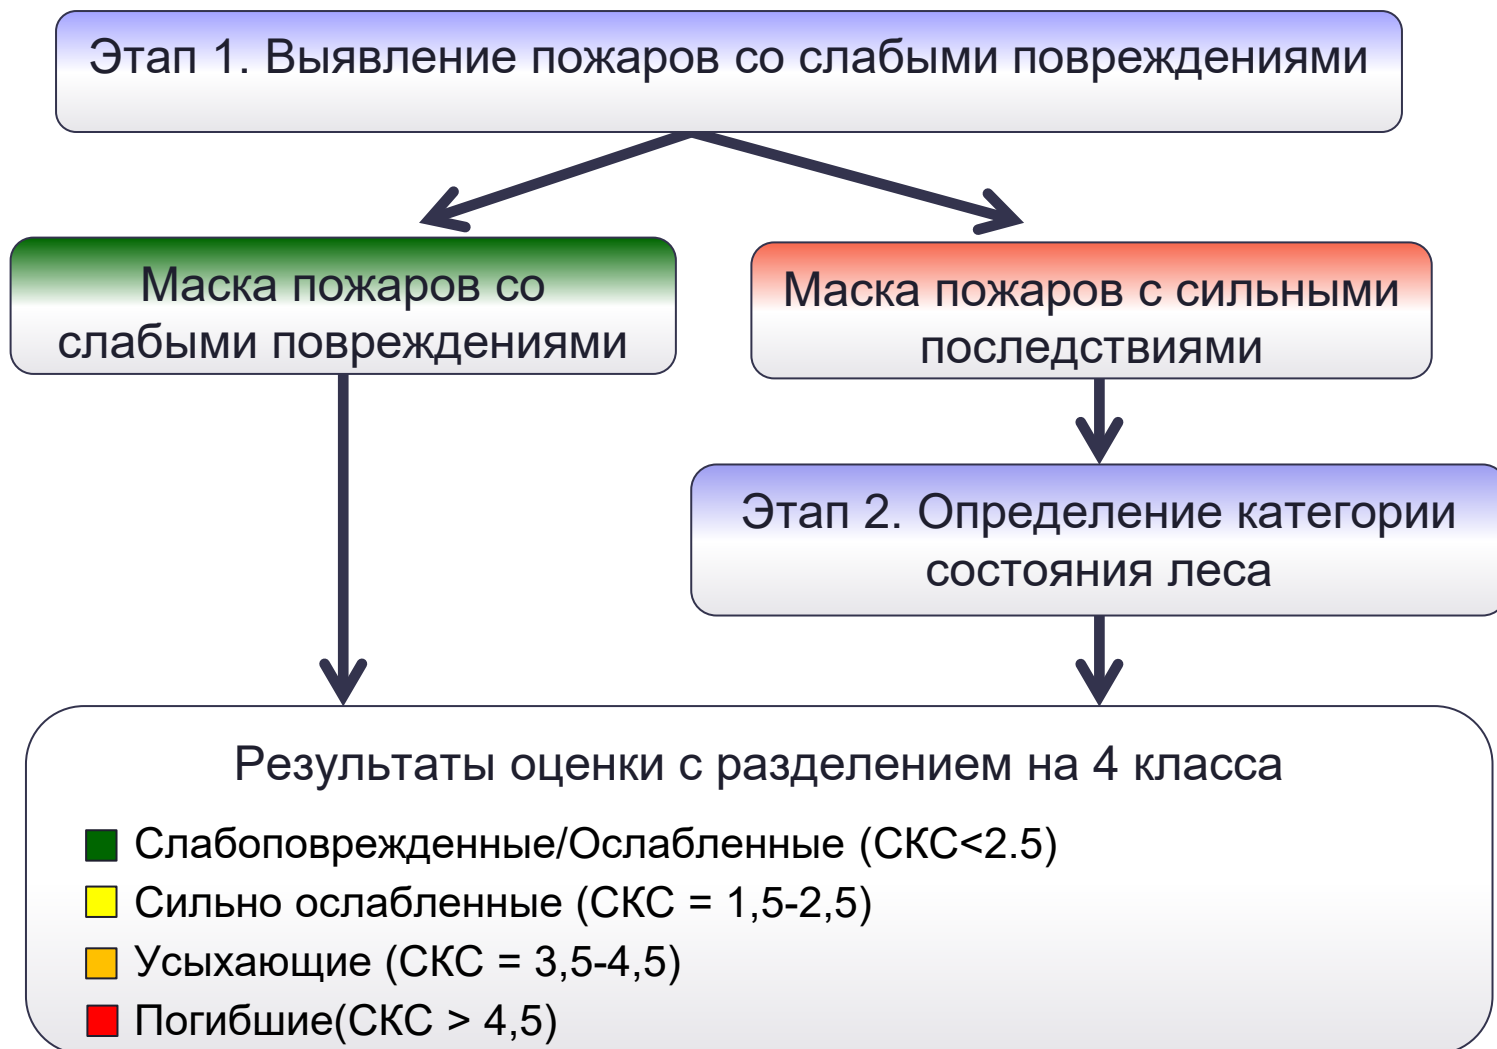 Этап 1. Выявление пожаров со слабыми повреждениями
Маска пожаров со
слабыми повреждениями
Маска пожаров с сильными
последствиями
Этап 2. Определение категории
состояния леса
Результаты оценки с разделением на 4 класса
Слабоповрежденные/Ослабленные (СКС<2.5)
Сильно ослабленные (СКС = 1,5-2,5)
Усыхающие (СКС = 3,5-4,5)
Погибшие(СКС > 4,5)